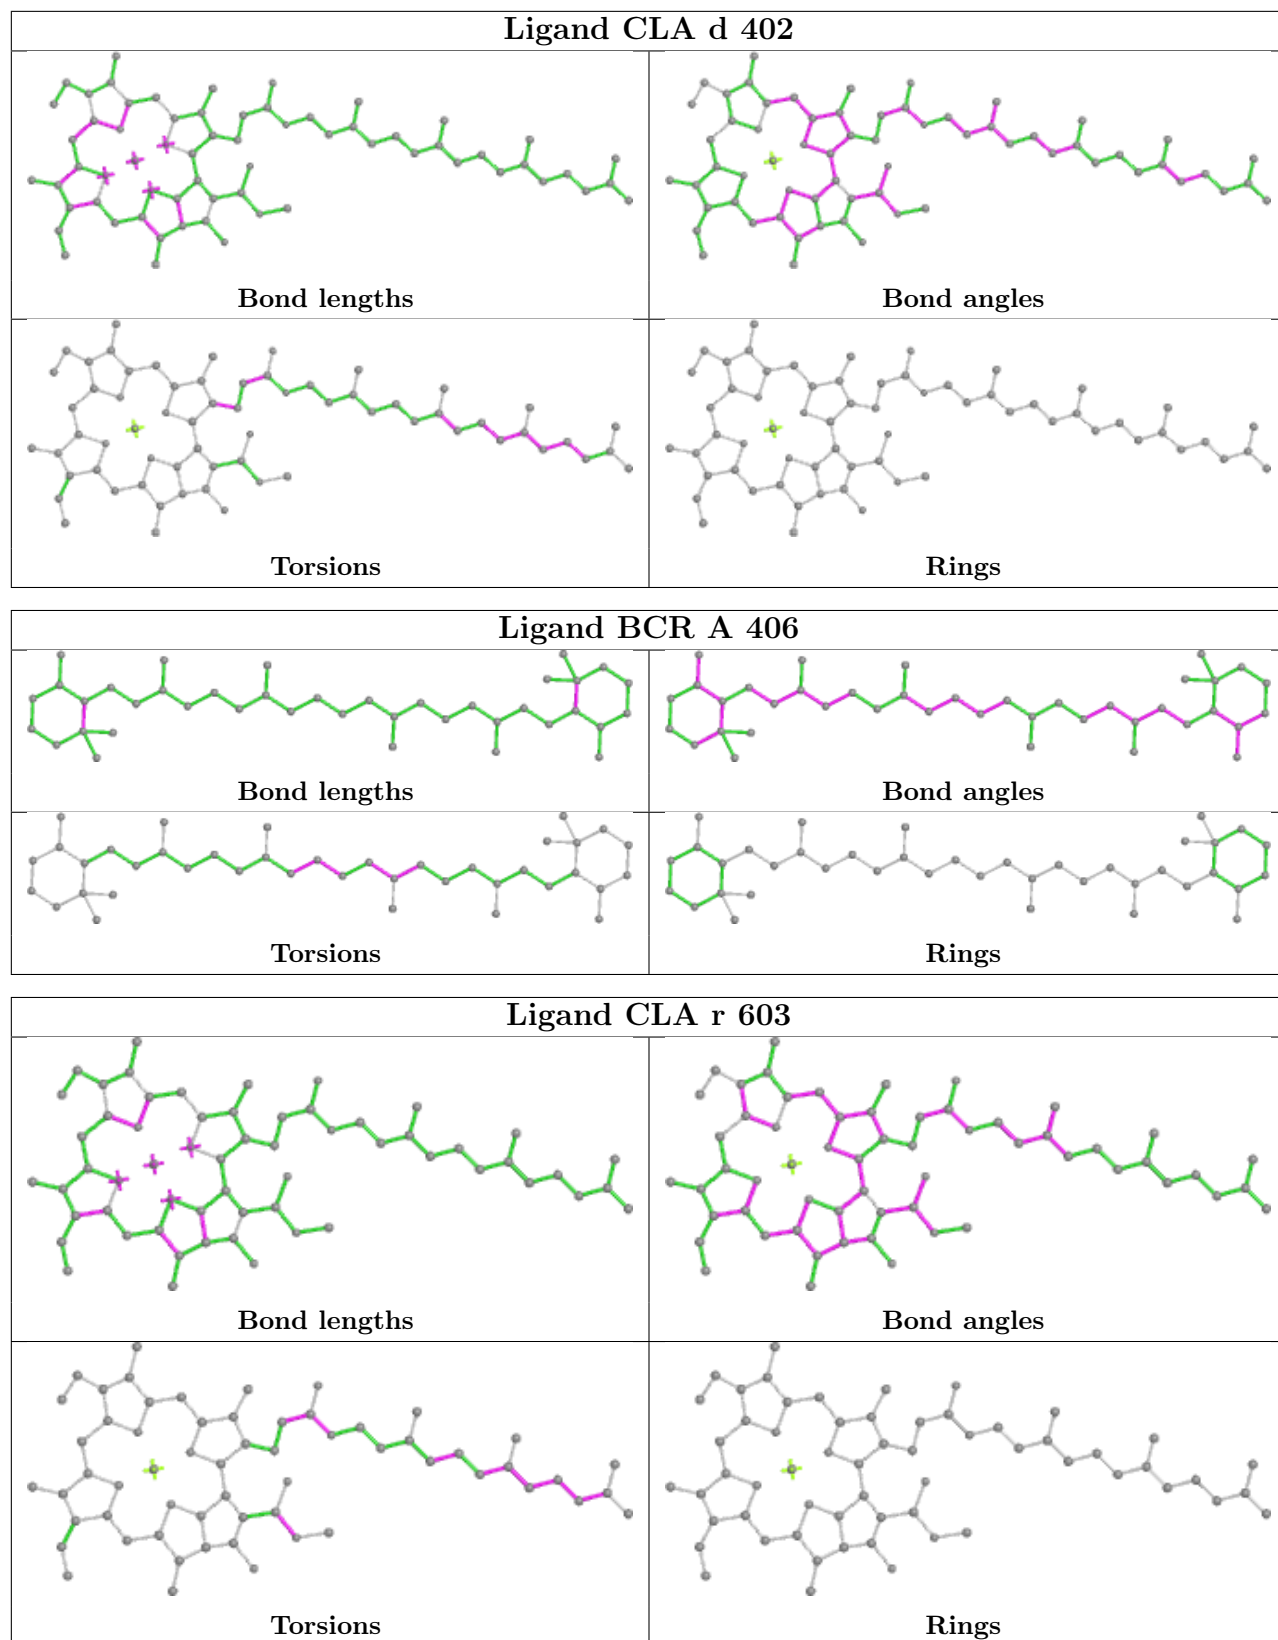 Ligand CLA d 402
Bond lengths
Bond angles
Torsions
Rings
Ligand BCR A 406
Bond lengths
Bond angles
Torsions
Rings
Ligand CLA r 603
Bond lengths
Bond angles
Torsions
Rings